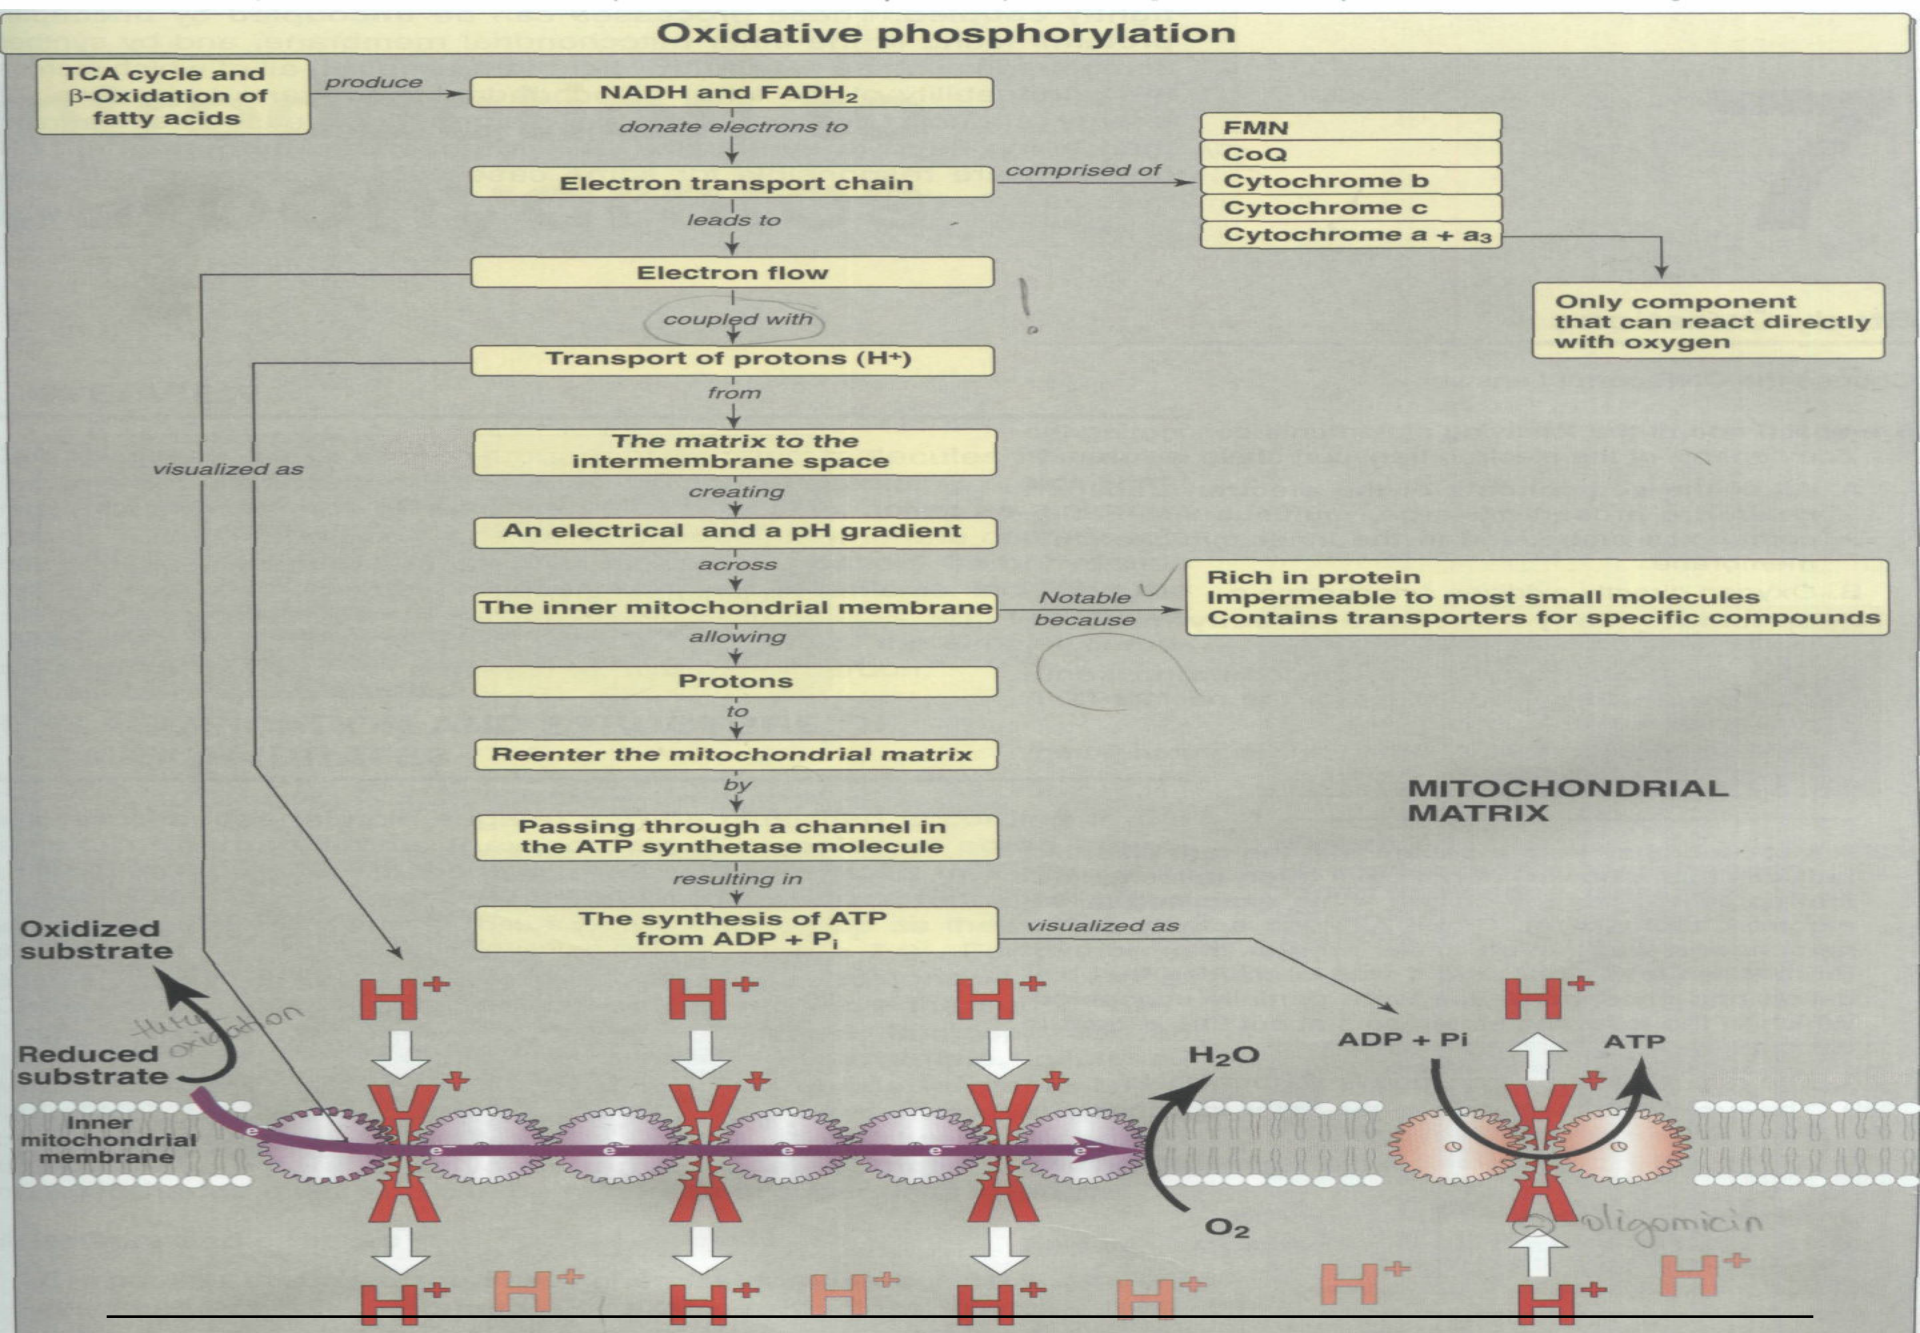 Oxidative phosphorylation
TCA cycle and
β-Oxidation of
fatty acids
produce
NADH and FADH₂
donate electrons to
Electron transport chain
comprised of
FMN
CoQ
Cytochrome b
Cytochrome c
Cytochrome a + a₃
Only component
that can react directly
with oxygen
leads to
Electron flow
coupled with
!
Transport of protons (H⁺)
from
The matrix to the
intermembrane space
visualized as
creating
An electrical and a pH gradient
across
The inner mitochondrial membrane
Notable
because
Rich in protein
Impermeable to most small molecules
Contains transporters for specific compounds
allowing
Protons
to
Reenter the mitochondrial matrix
by
Passing through a channel in
the ATP synthetase molecule
resulting in
The synthesis of ATP
from ADP + Pᵢ
visualized as
MITOCHONDRIAL
MATRIX
Oxidized
substrate
oxidation
Reduced
substrate
H⁺ H⁺ H⁺ H⁺
H₂O
ADP + Pi
ATP
+ + + +
Inner
mitochondrial
membrane
e⁻ e⁻ e⁻ e⁻ e⁻ e⁻
O₂
oligomicin
H⁺ H⁺ H⁺ H⁺ H⁺ H⁺ H⁺ H⁺ H⁺